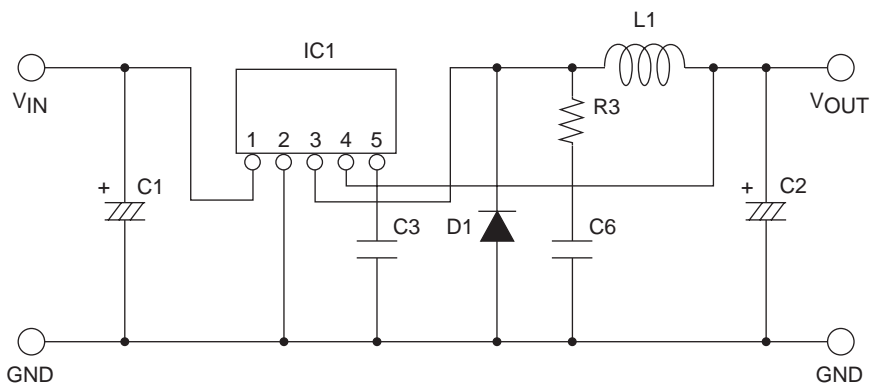 L1
IC1
VIN
VOUT
R3
1 2 3 4 5
+ C1
C3
D1
C6
+ C2
GND
GND